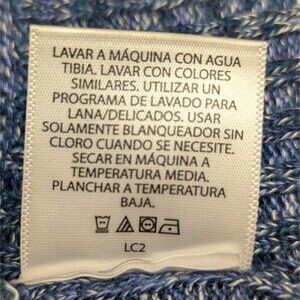 LAVAR A MÁQUINA CON AGUA
TIBIA. LAVAR CON COLORES
SIMILARES. UTILIZAR UN
PROGRAMA DE LAVADO PARA
LANA/DELICADOS. USAR
SOLAMENTE BLANQUEADOR SIN
CLORO CUANDO SE NECESITE.
SECAR EN MÁQUINA A
TEMPERATURA MEDIA.
PLANCHAR A TEMPERATURA
BAJA.
LC2